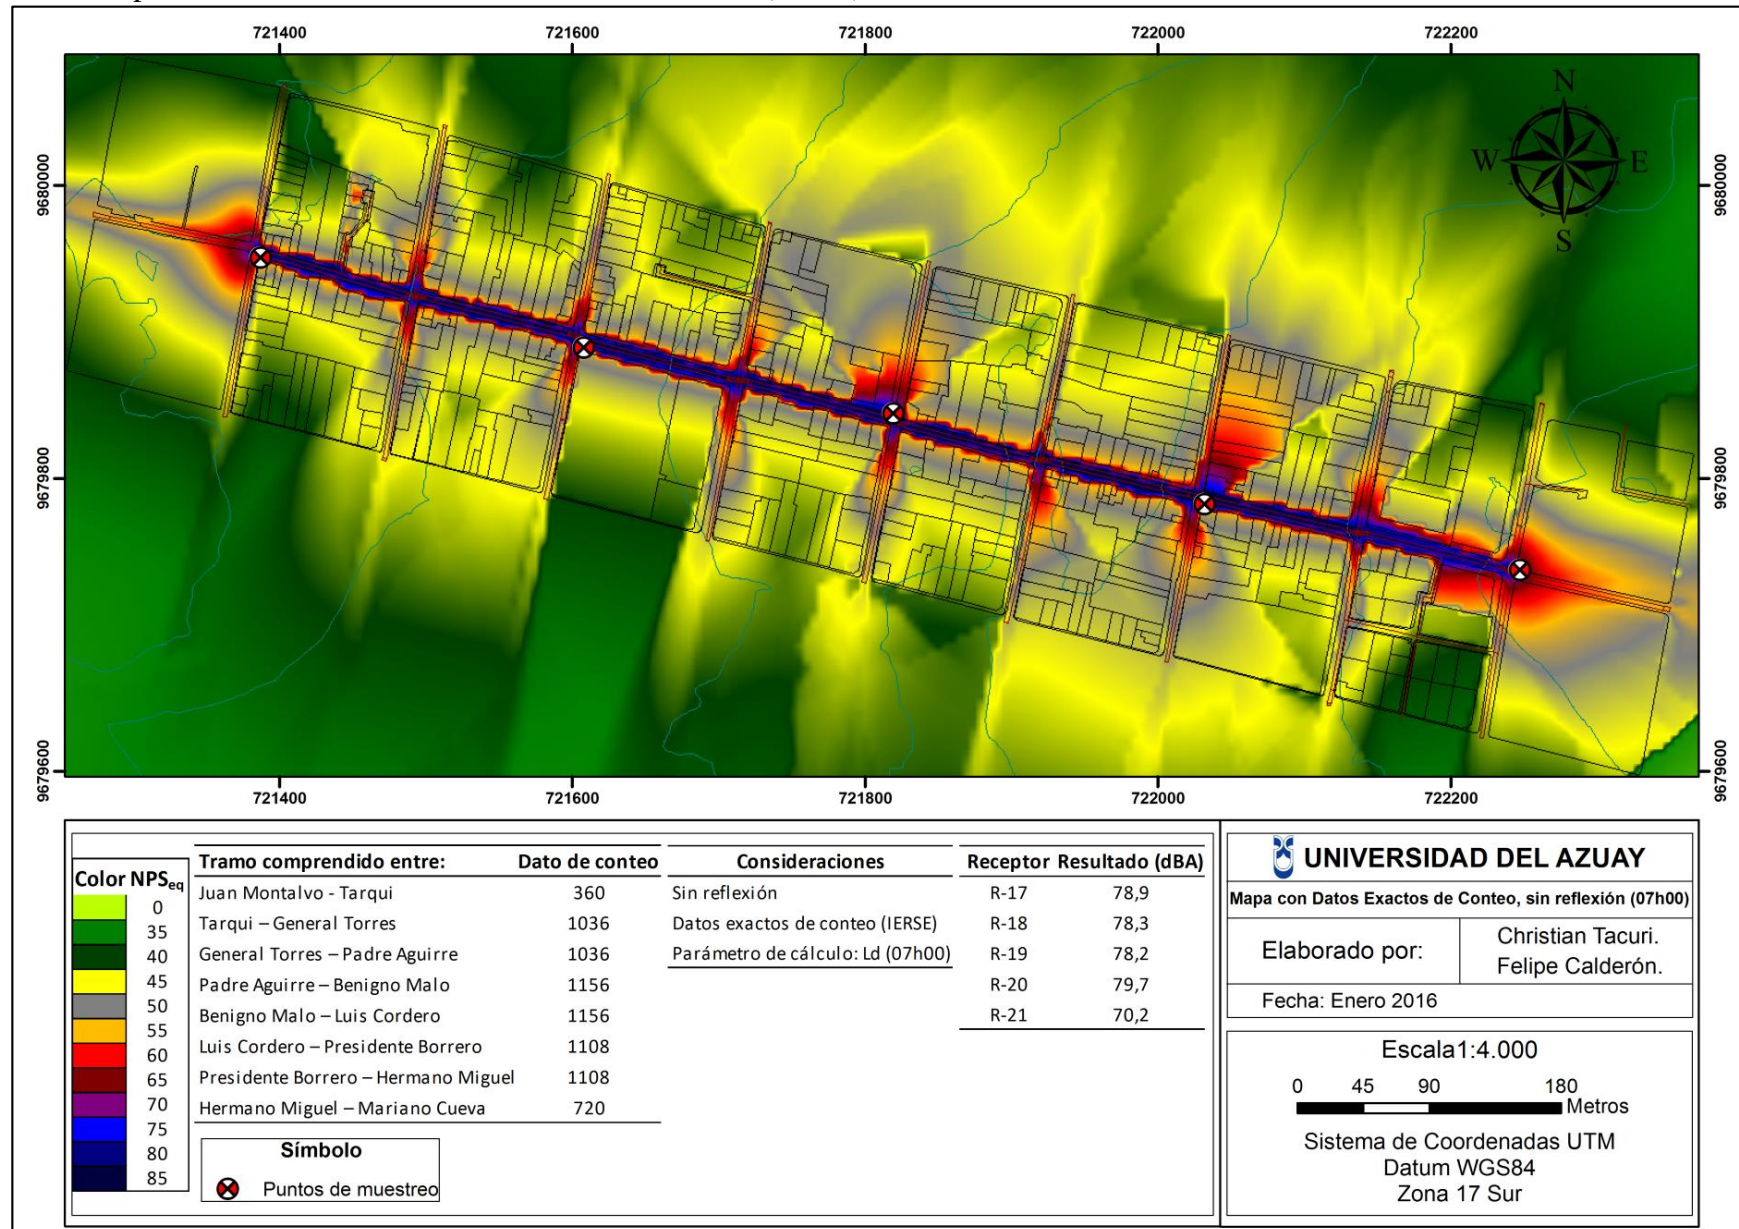 721400 721600 721800 722000 722200
9680000 9680000
9679800 9679800
9679600 9679600
N
W E
S
721400 721600 721800 722000 722200
Color NPSeq
0
35
40
45
50
55
60
65
70
75
80
85
Tramo comprendido entre: Dato de conteo
Juan Montalvo - Tarqui 360
Tarqui – General Torres 1036
General Torres – Padre Aguirre 1036
Padre Aguirre – Benigno Malo 1156
Benigno Malo – Luis Cordero 1156
Luis Cordero – Presidente Borrero 1108
Presidente Borrero – Hermano Miguel 1108
Hermano Miguel – Mariano Cueva 720
Símbolo
Puntos de muestreo
Consideraciones
Sin reflexión
Datos exactos de conteo (IERSE)
Parámetro de cálculo: Ld (07h00)
Receptor Resultado (dBA)
R-17 78,9
R-18 78,3
R-19 78,2
R-20 79,7
R-21 70,2
UNIVERSIDAD DEL AZUAY
Mapa con Datos Exactos de Conteo, sin reflexión (07h00)
Elaborado por:
Christian Tacuri.
Felipe Calderón.
Fecha: Enero 2016
Escala1:4.000
0 45 90 180
Metros
Sistema de Coordenadas UTM
Datum WGS84
Zona 17 Sur